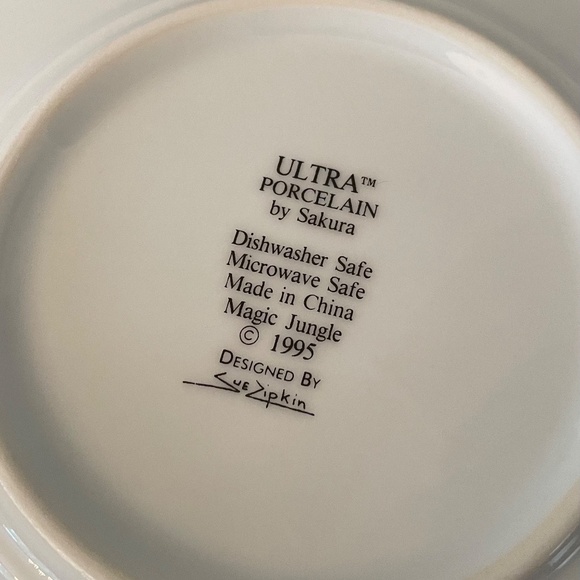 ULTRA™
PORCELAIN
by Sakura
Dishwasher Safe
Microwave Safe
Made in China
Magic Jungle
© 1995
DESIGNED BY
Sue Zipkin